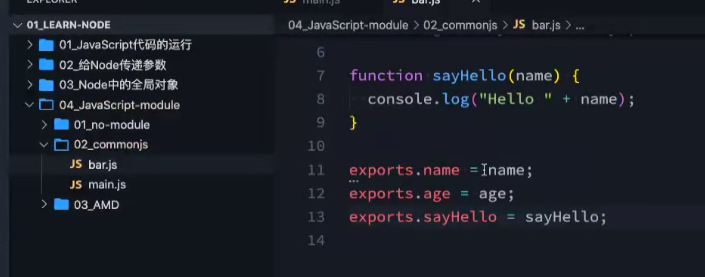 main.js
bar.js
01_LEARN-NODE
01_JavaScript代码的运行
02_给Node传递参数
03_Node中的全局对象
04_JavaScript-module
01_no-module
02_commonjs
JS bar.js
JS main.js
03_AMD
04_JavaScript-module > 02_commonjs > JS bar.js > ...
6
7 function sayHello(name) {
8 console.log("Hello " + name);
9 }
10
11 exports.name = name;
12 exports.age = age;
13 exports.sayHello = sayHello;
14